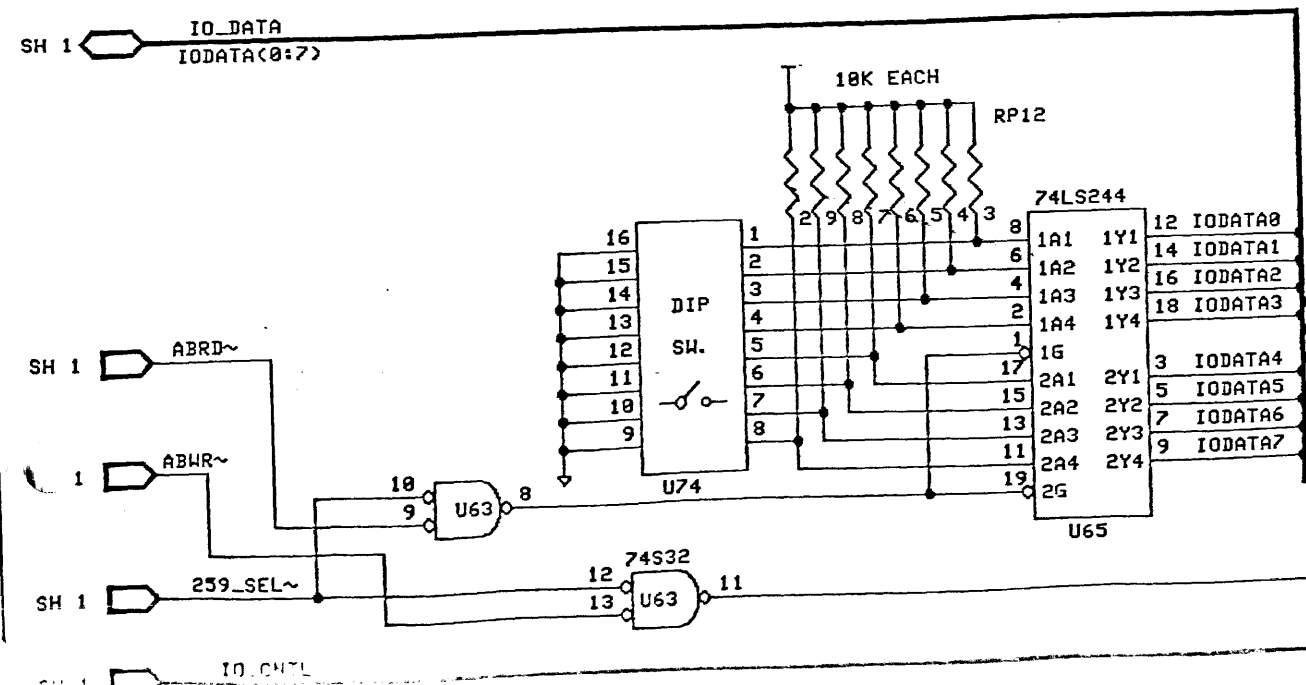 SH 1
IO_DATA
IODATA(0:7)
10K EACH
RP12
2 9 8 7 6 5 4 3
74LS244
16
15
14
13
12
11
10
9
DIP
SW.
1
2
3
4
5
6
7
8
U74
8 1A1 1Y1 12 IODATA0
6 1A2 1Y2 14 IODATA1
4 1A3 1Y3 16 IODATA2
2 1A4 1Y4 18 IODATA3
1 1G
17 2A1 2Y1 3 IODATA4
15 2A2 2Y2 5 IODATA5
13 2A3 2Y3 7 IODATA6
11 2A4 2Y4 9 IODATA7
19 2G
U65
SH 1 ABRD~
1 ABWR~
10
9
U63
8
74S32
SH 1 259_SEL~
12
13
U63
11
SH 1
IO_CNTL